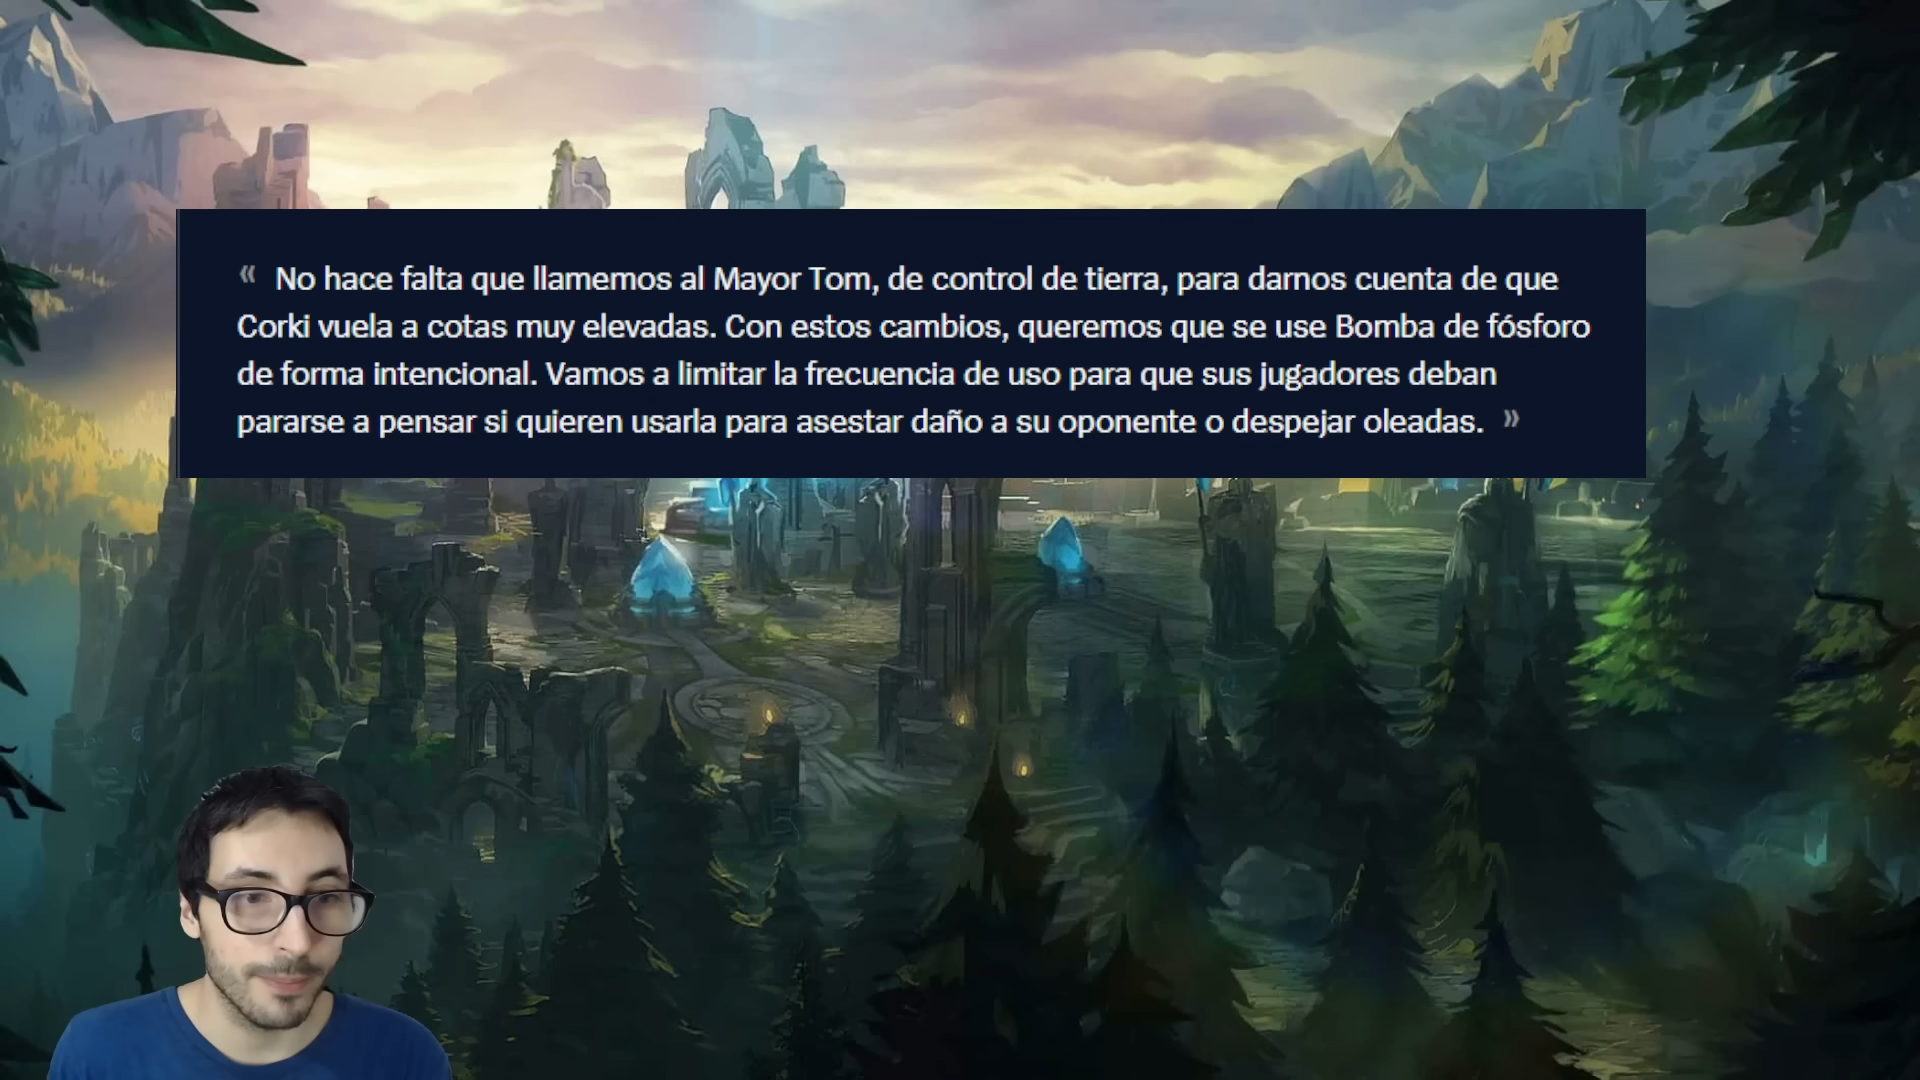 « No hace falta que llamemos al Mayor Tom, de control de tierra, para darnos cuenta de que
Corki vuela a cotas muy elevadas. Con estos cambios, queremos que se use Bomba de fósforo
de forma intencional. Vamos a limitar la frecuencia de uso para que sus jugadores deban
pararse a pensar si quieren usarla para asestar daño a su oponente o despejar oleadas. »